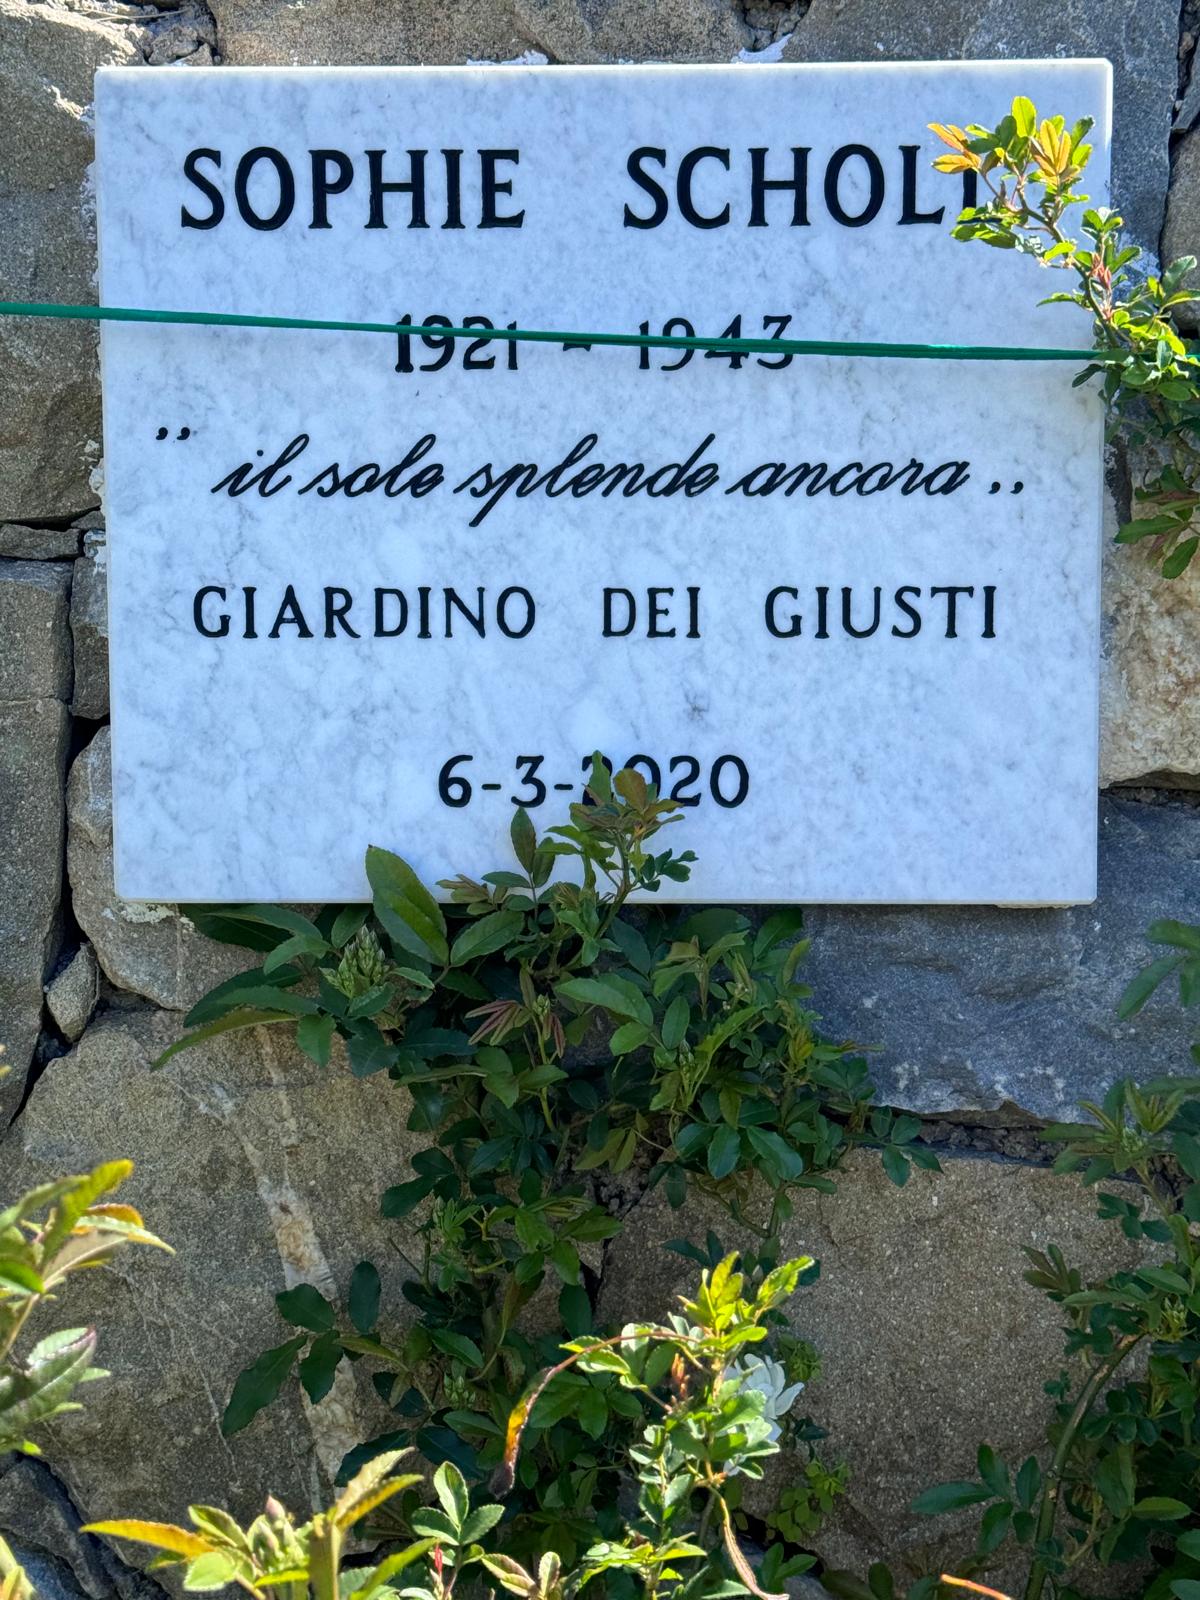 SOPHIE SCHOLL
1921 - 1943
” il sole splende ancora „
GIARDINO DEI GIUSTI
6-3-2020